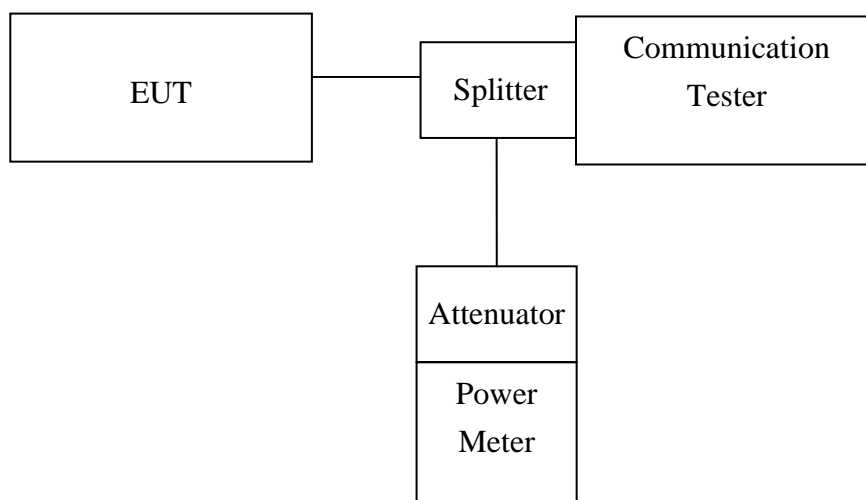 EUT
Splitter
Communication
Tester
Attenuator
Power
Meter